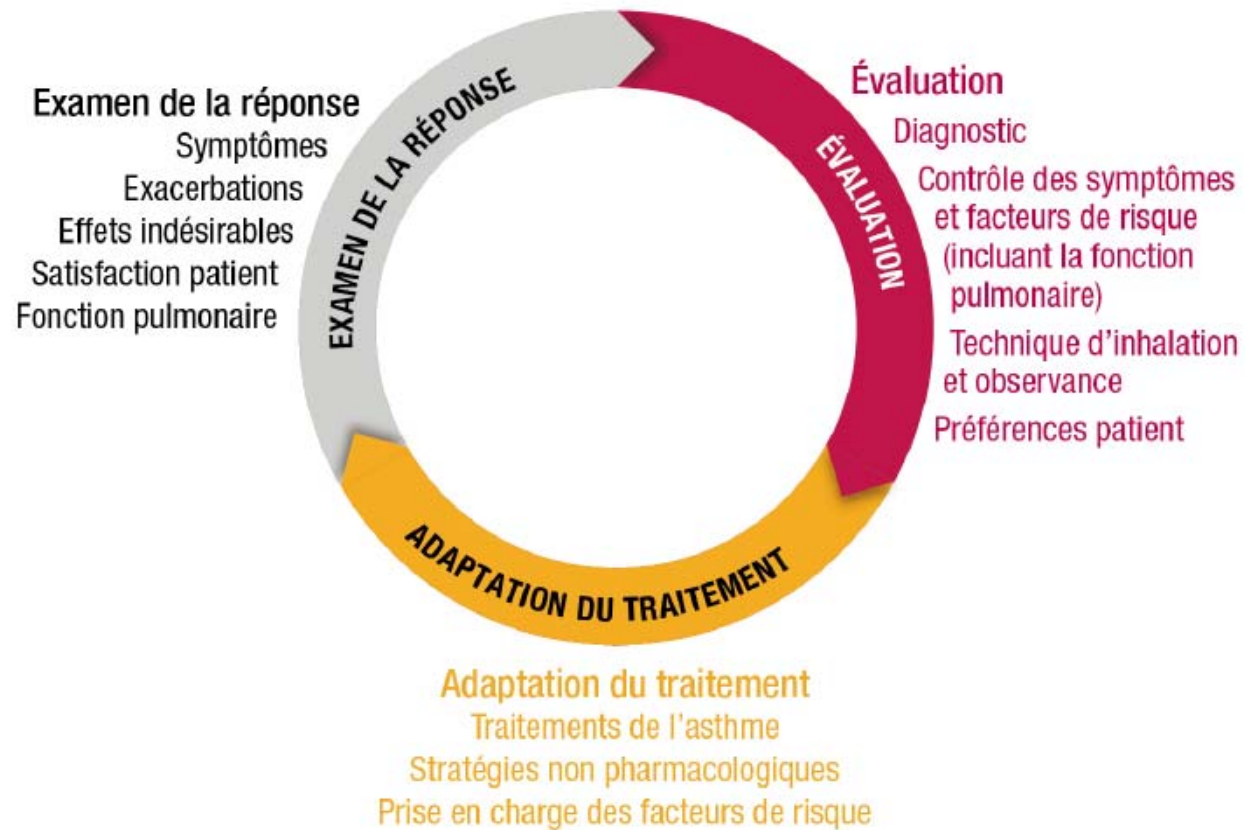 EXAMEN DE LA RÉPONSE
Examen de la réponse
Symptômes
Exacerbations
Effets indésirables
Satisfaction patient
Fonction pulmonaire
ÉVALUATION
Évaluation
Diagnostic
Contrôle des symptômes
et facteurs de risque
(incluant la fonction
pulmonaire)
Technique d’inhalation
et observance
Préférences patient
ADAPTATION DU TRAITEMENT
Adaptation du traitement
Traitements de l’asthme
Stratégies non pharmacologiques
Prise en charge des facteurs de risque